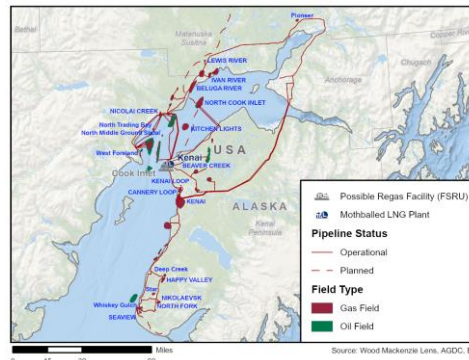 Pioneer
Bethel
Matanuska
Susitna
LEWIS RIVER
Chugach
IVAN RIVER
BELUGA RIVER
Anchorage
NICOLAI CREEK
NORTH COOK INLET
North Trading Bay
North Middle Ground Shoal
KITCHEN LIGHTS
West Foreland
Kenai
USA
BEAVER CREEK
Cook Inlet
KENAI LOOP
CANNERY LOOP
KENAI
ALASKA
Kenai
Peninsula
Deep Creek
HAPPY VALLEY
Star
Whiskey Gulch
NIKOLAEVSK
NORTH FORK
SEAVIEW
Possible Regas Facility (FSRU)
Mothballed LNG Plant
Pipeline Status
Operational
Planned
Field Type
Gas Field
Oil Field
Miles
Source: Wood Mackenzie Lens, AGDC,